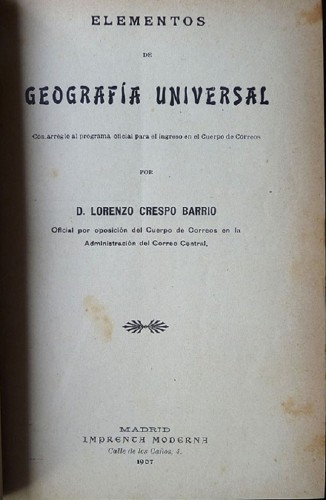 ELEMENTOS
DE
GEOGRAFÍA UNIVERSAL
Con arreglo al programa oficial para el ingreso en el Cuerpo de Correos
POR
D. LORENZO CRESPO BARRIO
Oficial por oposición del Cuerpo de Correos en la
Administración del Correo Central.
MADRID
IMPRENTA MODERNA
Calle de los Caños, 4.
1907